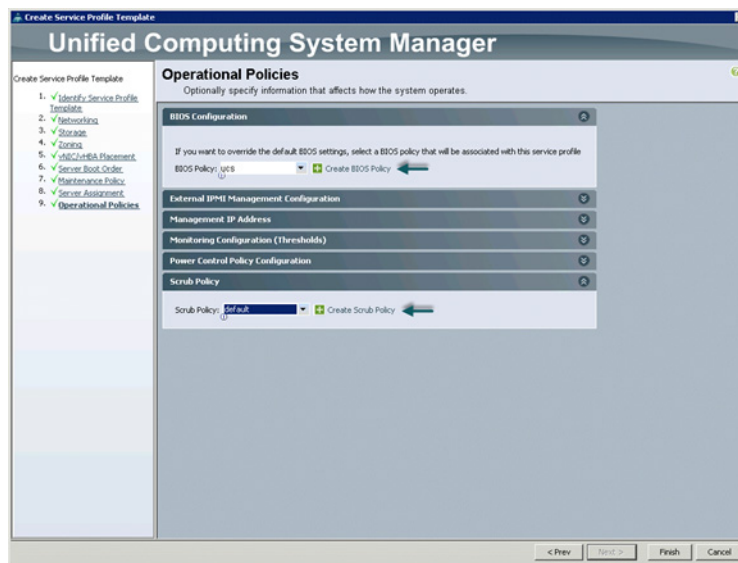 Create Service Profile Template
Unified Computing System Manager
Create Service Profile Template
1. √Identify Service Profile
Template
2. √Networking
3. √Storage
4. √Zoning
5. √vNIC/vHBA Placement
6. √Server Boot Order
7. √Maintenance Policy
8. √Server Assignment
9. √Operational Policies
Operational Policies
Optionally specify information that affects how the system operates.
BIOS Configuration
If you want to override the default BIOS settings, select a BIOS policy that will be associated with this service profile
BIOS Policy: ucs Create BIOS Policy
External IPMI Management Configuration
Management IP Address
Monitoring Configuration (Thresholds)
Power Control Policy Configuration
Scrub Policy
Scrub Policy: default Create Scrub Policy
< Prev Next > Finish Cancel